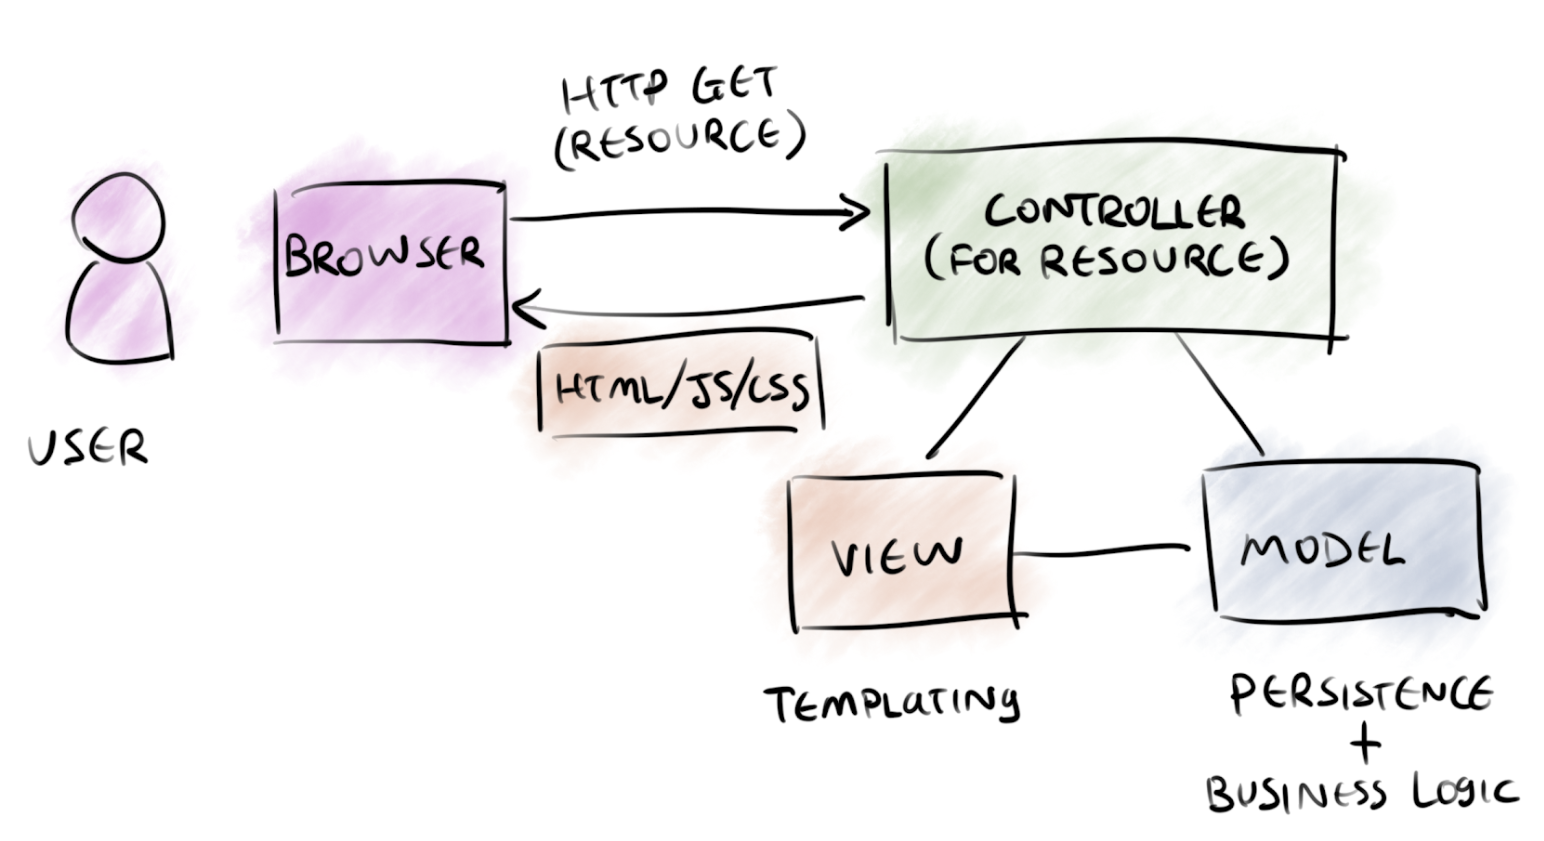 HTTP GET
(RESOURCE)
CONTROLLER
(FOR RESOURCE)
BROWSER
HTML/JS/CSS
USER
VIEW
MODEL
TEMPLATING
PERSISTENCE
+
BUSINESS LOGIC